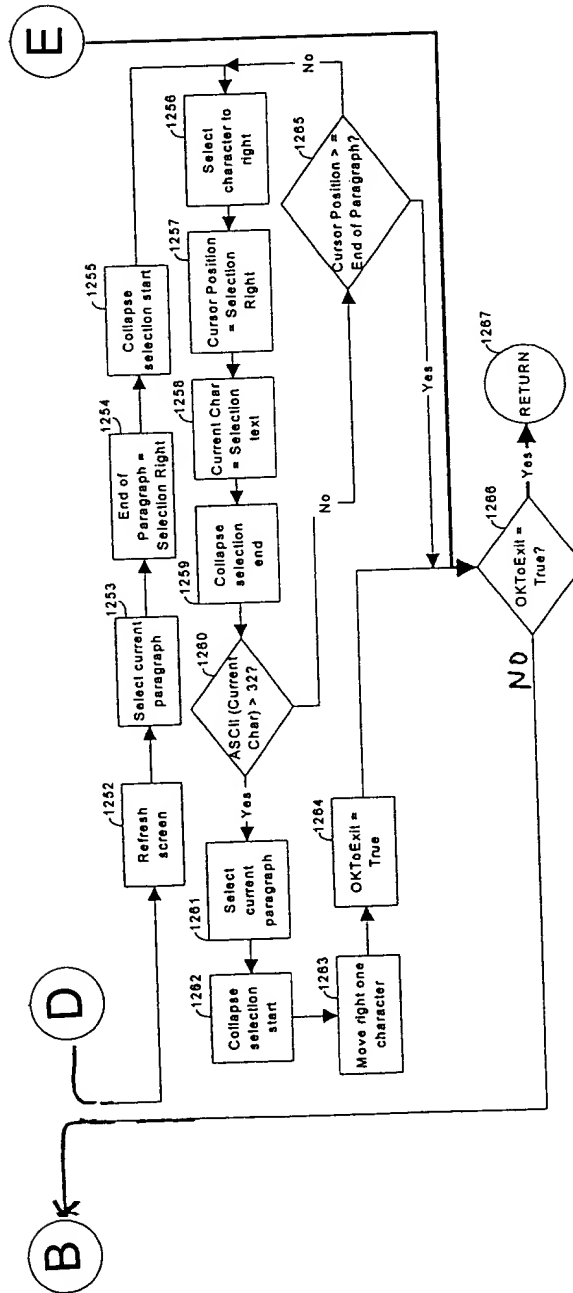 B
D
E
1252
Refresh
screen
1253
Select current
paragraph
1254
End of
Paragraph =
Selection Right
1255
Collapse
selection start
1256
Select
character to
right
1257
Cursor Position
= Selection
Right
1258
Current Char
= Selection
text
1259
Collapse
selection
end
1260
ASCII (Current
Char) > 32?
Yes
No
1261
Select
current
paragraph
1262
Collapse
selection
start
1263
Move right one
character
1264
OKToExit =
True
1265
Cursor Position > =
End of Paragraph?
No
Yes
1266
OKToExit =
True?
NO
Yes
1267
RETURN